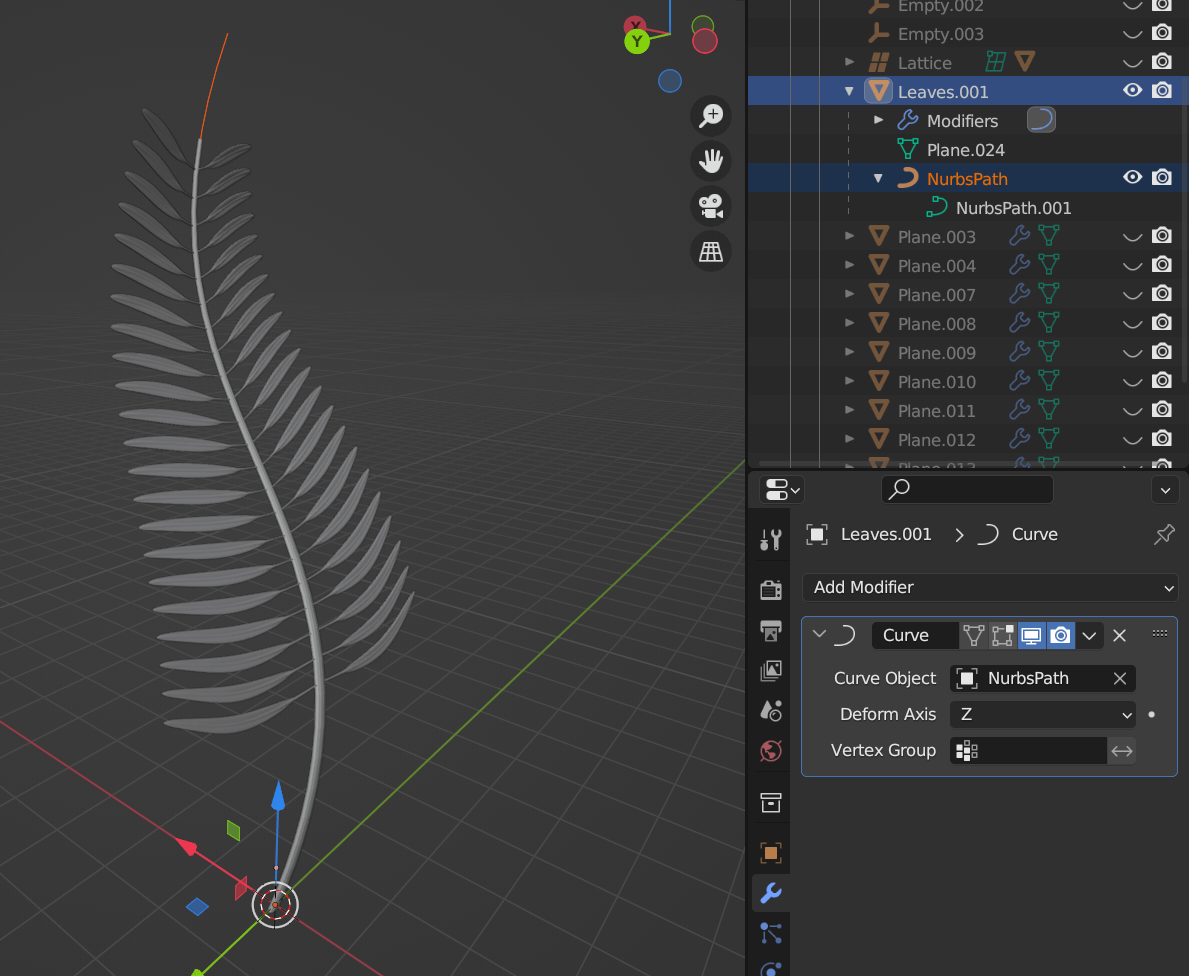 X
Y
Empty.002
Empty.003
Lattice
Leaves.001
Modifiers
Plane.024
NurbsPath
NurbsPath.001
Plane.003
Plane.004
Plane.007
Plane.008
Plane.009
Plane.010
Plane.011
Plane.012
Plane.013
Leaves.001 > Curve
Add Modifier
Curve
Curve Object NurbsPath
Deform Axis Z
Vertex Group